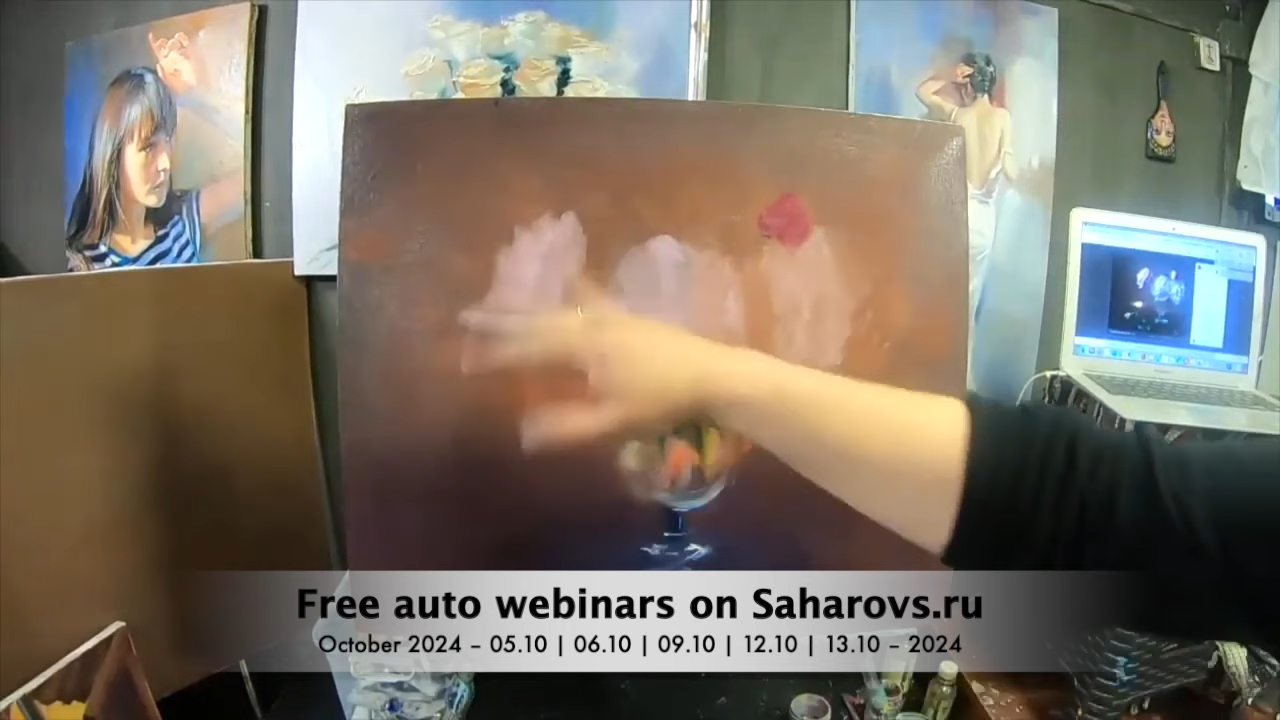 Free auto webinars on Saharovs.ru
October 2024 – 05.10 | 06.10 | 09.10 | 12.10 | 13.10 – 2024